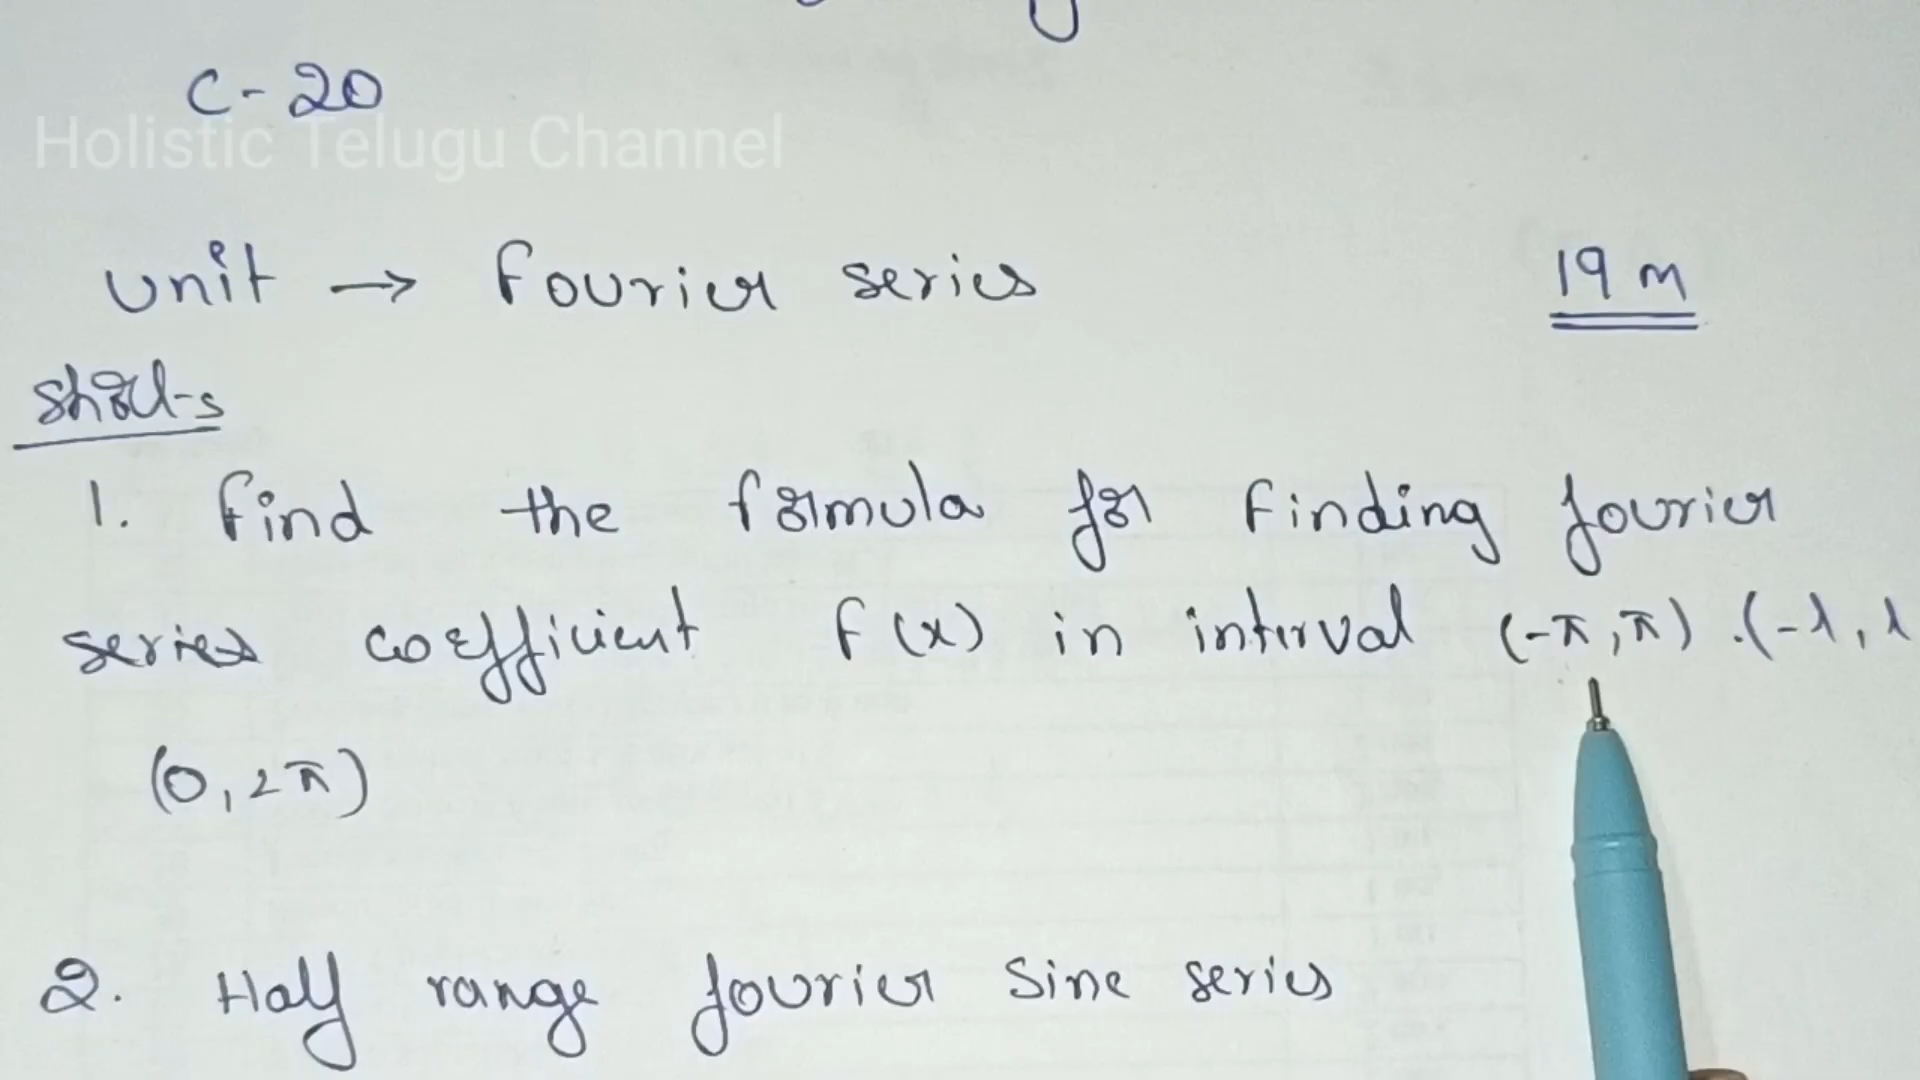 C-20
Holistic Telugu Channel
unit → Fourier series 19 m
Shorts
1. Find the formula for finding fourier
series coefficient f(x) in interval (-π, π) . (-λ, λ
(0, 2π)
2. Half range fourier sine series